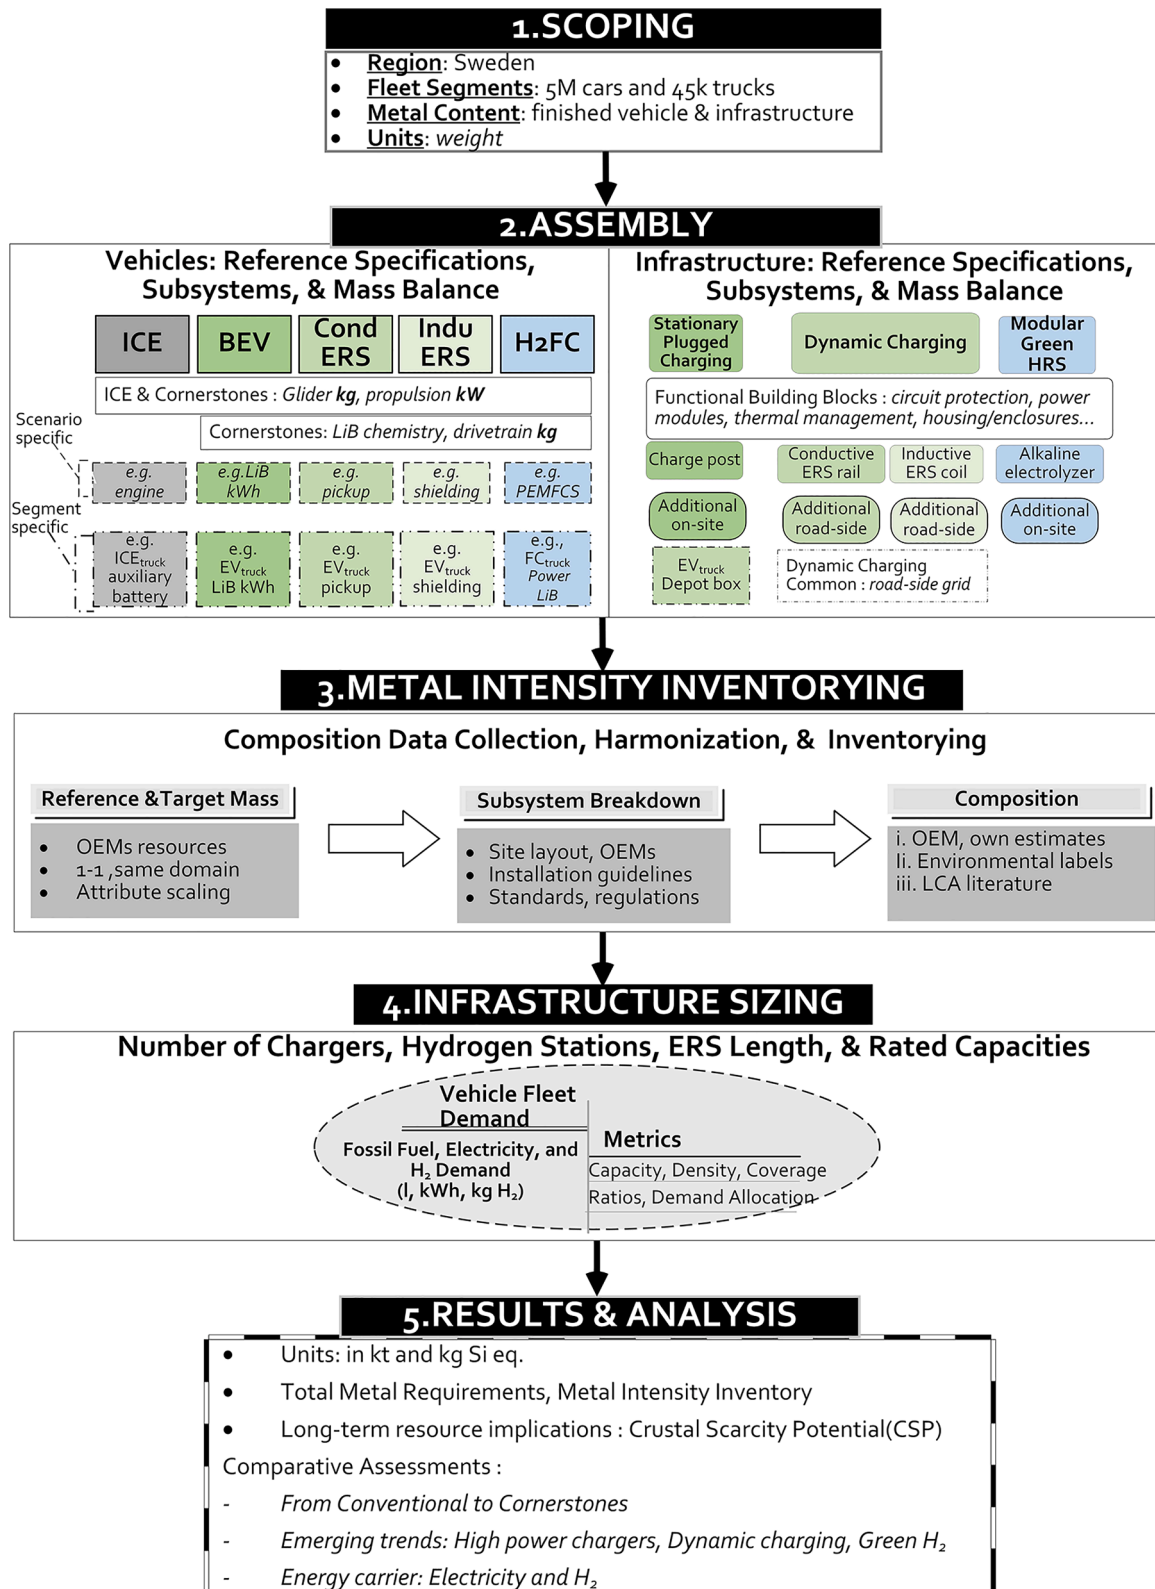 1.SCOPING
• Region: Sweden
• Fleet Segments: 5M cars and 45k trucks
• Metal Content: finished vehicle & infrastructure
• Units: weight
2.ASSEMBLY
Vehicles: Reference Specifications,
Subsystems, & Mass Balance
ICE
BEV
Cond
ERS
Indu
ERS
H2FC
ICE & Cornerstones : Glider kg, propulsion kW
Cornerstones: LiB chemistry, drivetrain kg
Scenario
specific
e.g.
engine
e.g.LiB
kWh
e.g.
pickup
e.g.
shielding
e.g.
PEMFCS
Segment
specific
e.g.
ICEtruck
auxiliary
battery
e.g.
EVtruck
LiB kWh
e.g.
EVtruck
pickup
e.g.
EVtruck
shielding
e.g.,
FCtruck
Power
LiB
Infrastructure: Reference Specifications,
Subsystems, & Mass Balance
Stationary
Plugged
Charging
Dynamic Charging
Modular
Green
HRS
Functional Building Blocks : circuit protection, power
modules, thermal management, housing/enclosures...
Charge post
Conductive
ERS rail
Inductive
ERS coil
Alkaline
electrolyzer
Additional
on-site
Additional
road-side
Additional
road-side
Additional
on-site
EVtruck
Depot box
Dynamic Charging
Common : road-side grid
3.METAL INTENSITY INVENTORYING
Composition Data Collection, Harmonization, & Inventorying
Reference &Target Mass
• OEMs resources
• 1-1 ,same domain
• Attribute scaling
Subsystem Breakdown
• Site layout, OEMs
• Installation guidelines
• Standards, regulations
Composition
i. OEM, own estimates
Ii. Environmental labels
iii. LCA literature
4.INFRASTRUCTURE SIZING
Number of Chargers, Hydrogen Stations, ERS Length, & Rated Capacities
Vehicle Fleet
Demand
Fossil Fuel, Electricity, and
H₂ Demand
(l, kWh, kg H₂)
Metrics
Capacity, Density, Coverage
Ratios, Demand Allocation
5.RESULTS & ANALYSIS
• Units: in kt and kg Si eq.
• Total Metal Requirements, Metal Intensity Inventory
• Long-term resource implications : Crustal Scarcity Potential(CSP)
Comparative Assessments :
- From Conventional to Cornerstones
- Emerging trends: High power chargers, Dynamic charging, Green H₂
- Energy carrier: Electricity and H₂